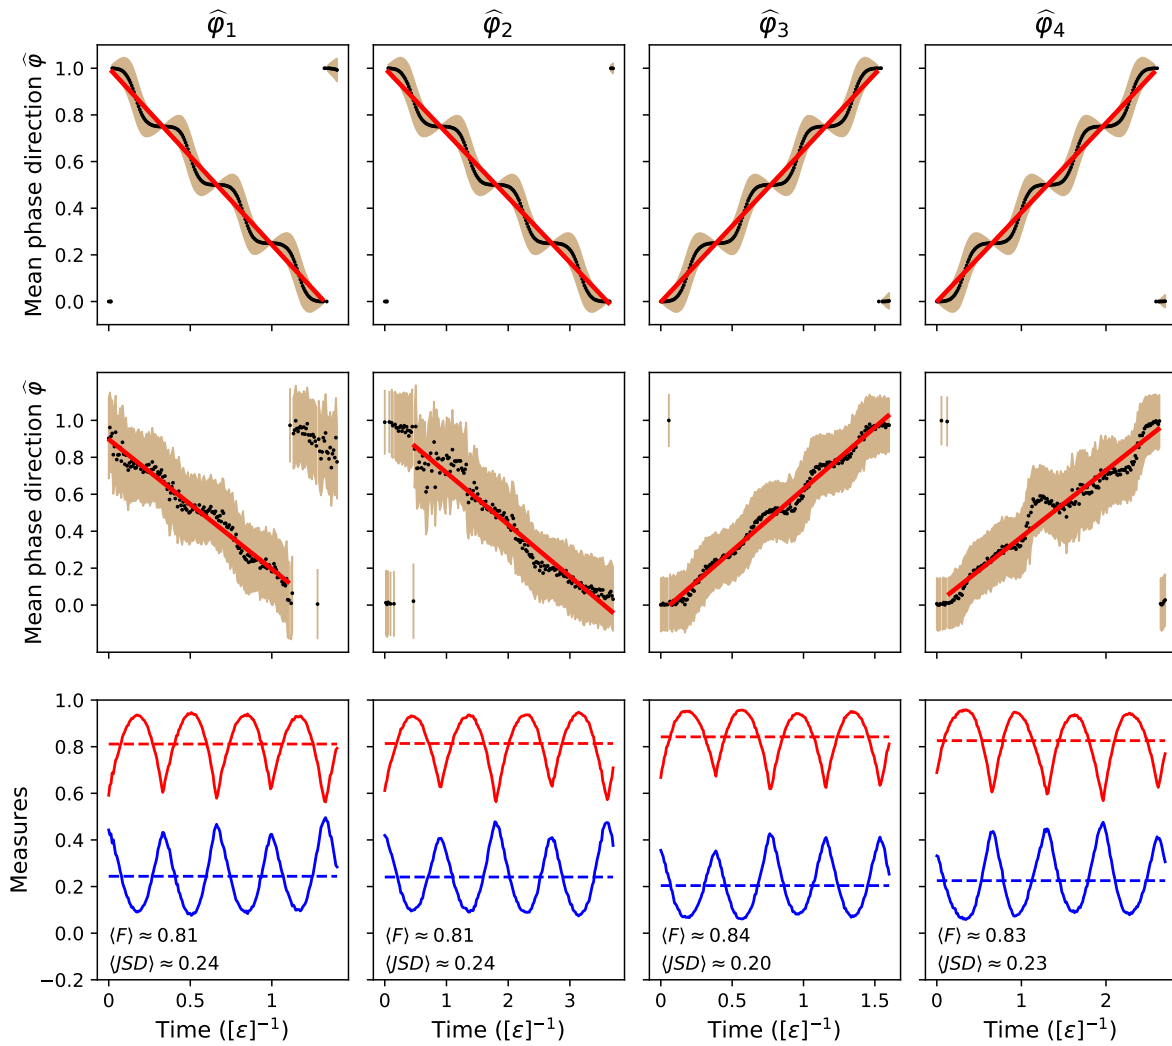 φ̂₁ φ̂₂ φ̂₃ φ̂₄
Mean phase direction φ̂
1.0
0.8
0.6
0.4
0.2
0.0
Mean phase direction φ̂
1.0
0.8
0.6
0.4
0.2
0.0
Measures
1.0
0.8
0.6
0.4
0.2
0.0
−0.2
⟨F⟩ ≈ 0.81
⟨JSD⟩ ≈ 0.24
⟨F⟩ ≈ 0.81
⟨JSD⟩ ≈ 0.24
⟨F⟩ ≈ 0.84
⟨JSD⟩ ≈ 0.20
⟨F⟩ ≈ 0.83
⟨JSD⟩ ≈ 0.23
0 1
0 1 2 3
0.0 0.5 1.0 1.5
0 1 2
Time ([ε]⁻¹) Time ([ε]⁻¹) Time ([ε]⁻¹) Time ([ε]⁻¹)